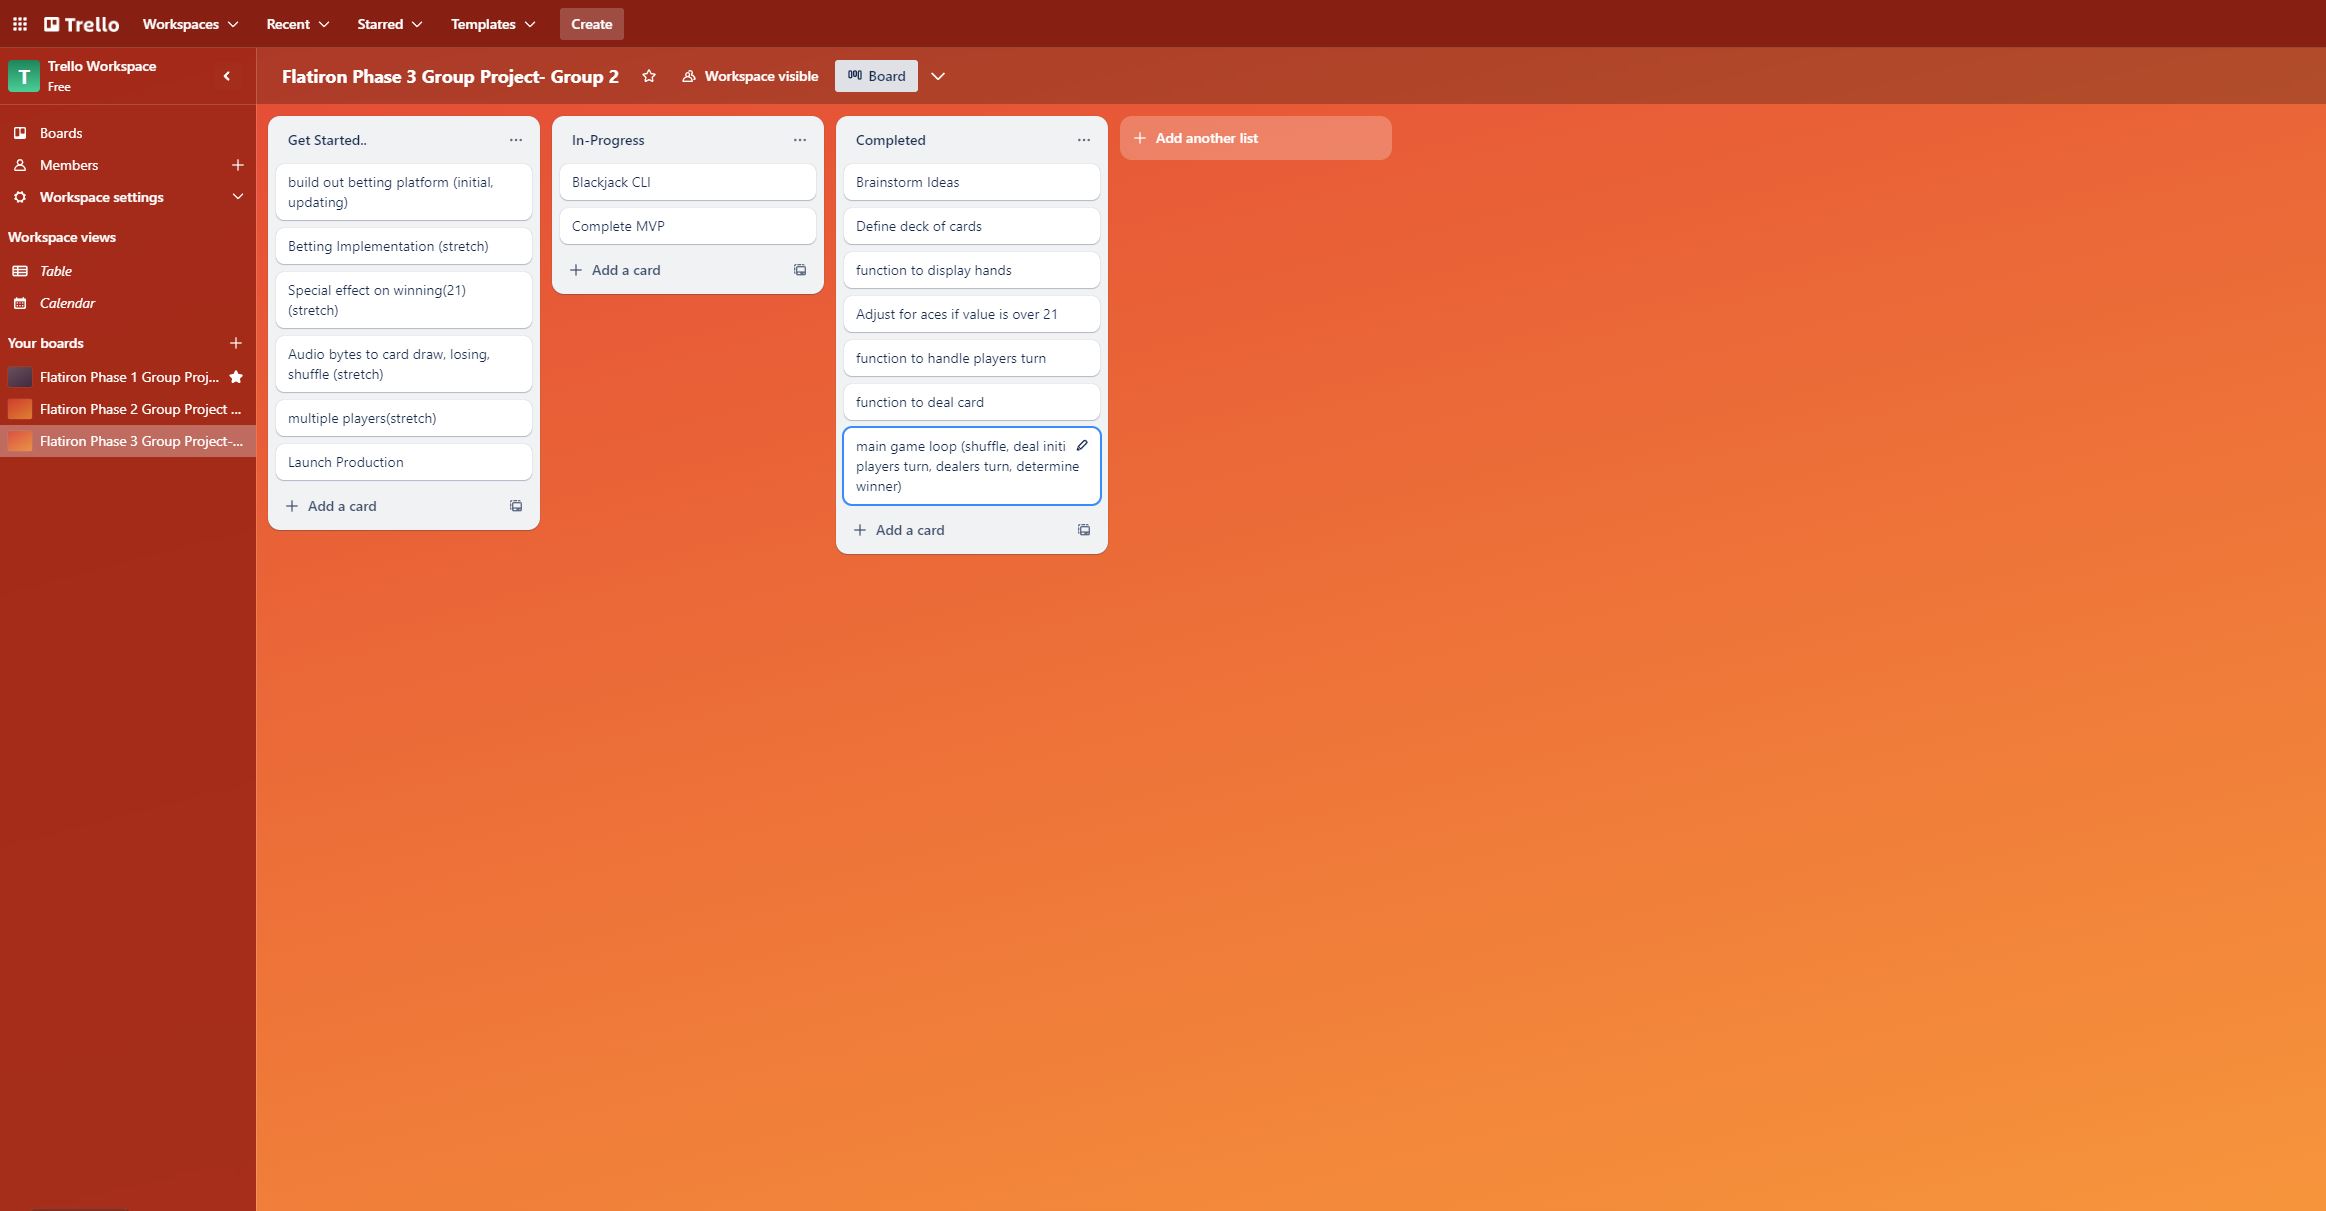 Trello
Workspaces
Recent
Starred
Templates
Create
T
Trello Workspace
Free
Flatiron Phase 3 Group Project- Group 2
Workspace visible
Board
Boards
Members
Workspace settings
Workspace views
Table
Calendar
Your boards
Flatiron Phase 1 Group Proj...
Flatiron Phase 2 Group Project ...
Flatiron Phase 3 Group Project-...
Get Started..
build out betting platform (initial,
updating)
Betting Implementation (stretch)
Special effect on winning(21)
(stretch)
Audio bytes to card draw, losing,
shuffle (stretch)
multiple players(stretch)
Launch Production
Add a card
In-Progress
Blackjack CLI
Complete MVP
Add a card
Completed
Brainstorm Ideas
Define deck of cards
function to display hands
Adjust for aces if value is over 21
function to handle players turn
function to deal card
main game loop (shuffle, deal initi
players turn, dealers turn, determine
winner)
Add a card
Add another list